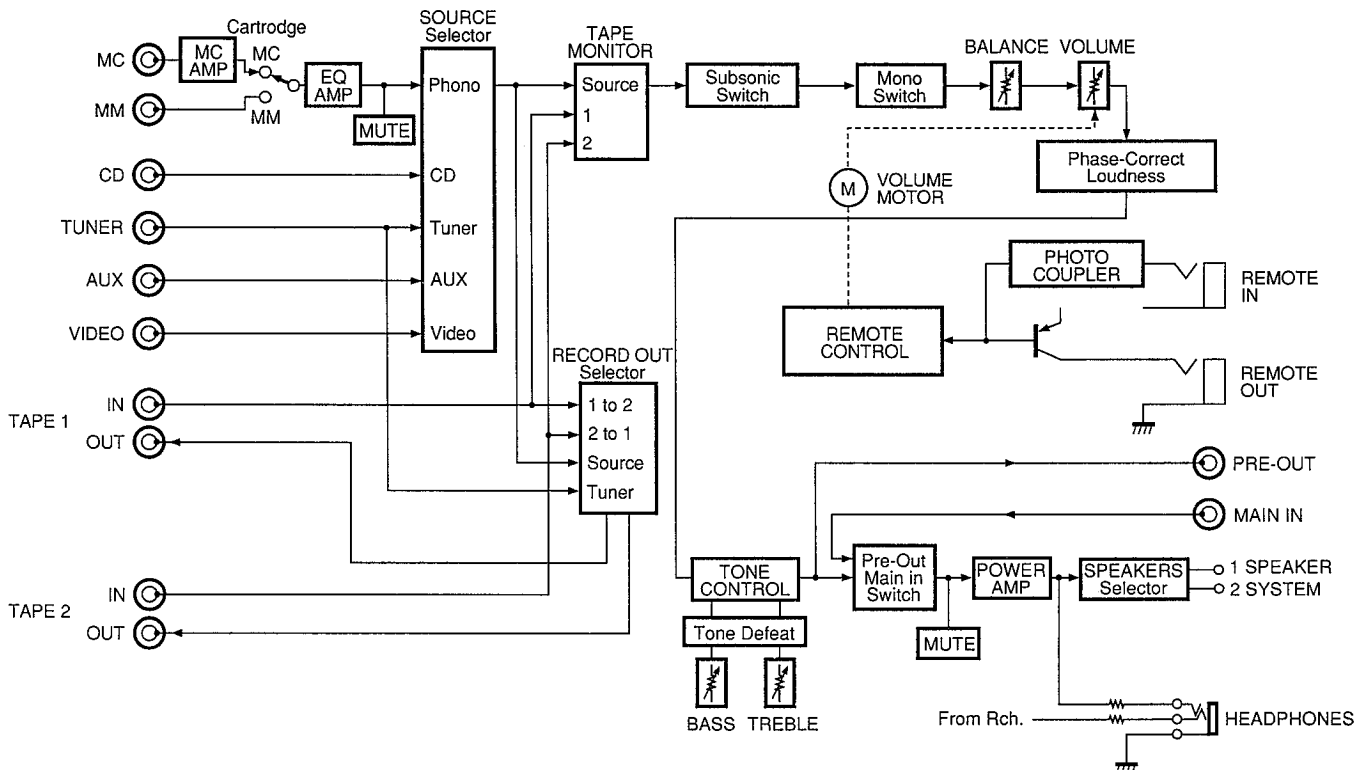 SOURCE
Selector
Cartrodge
MC
MC
AMP
MC
EQ
AMP
MM
MM
MUTE
Phono
CD
CD
TUNER
Tuner
AUX
AUX
VIDEO
Video
TAPE
MONITOR
Source
1
2
Subsonic
Switch
Mono
Switch
BALANCE
VOLUME
Phase-Correct
Loudness
M
VOLUME
MOTOR
PHOTO
COUPLER
REMOTE
IN
REMOTE
CONTROL
REMOTE
OUT
RECORD OUT
Selector
1 to 2
2 to 1
Source
Tuner
TAPE 1
IN
OUT
TAPE 2
IN
OUT
PRE-OUT
MAIN IN
TONE
CONTROL
Tone Defeat
BASS
TREBLE
Pre-Out
Main in
Switch
MUTE
POWER
AMP
SPEAKERS
Selector
1 SPEAKER
2 SYSTEM
From Rch.
HEADPHONES